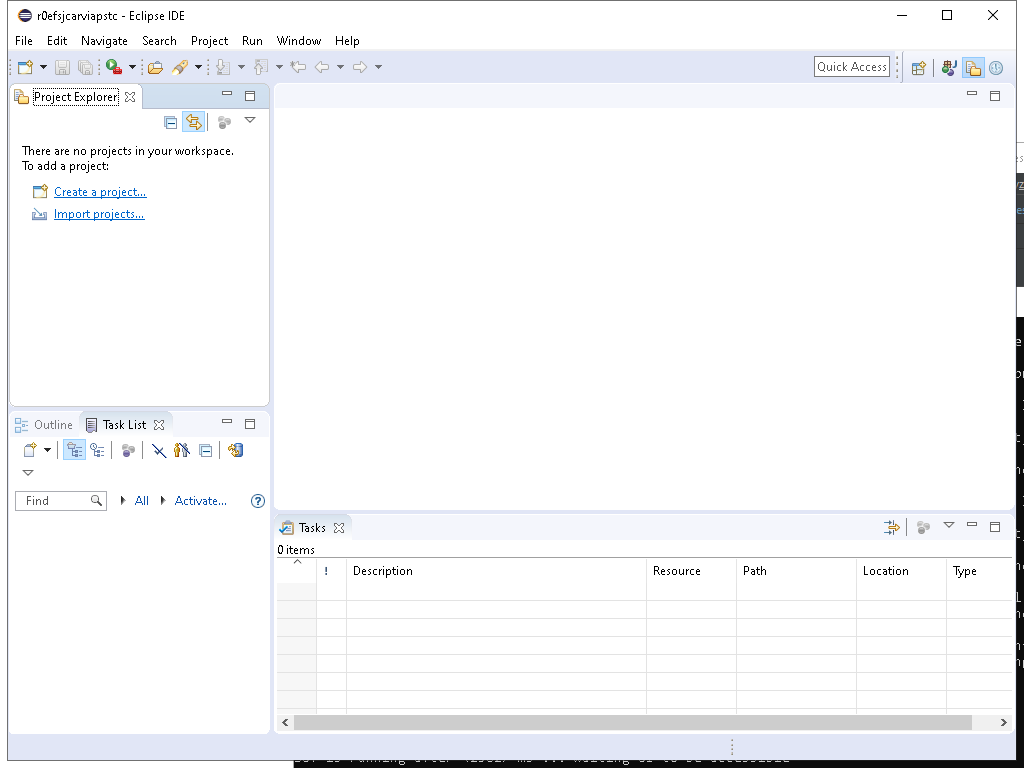 r0efsjcarviapstc - Eclipse IDE
File Edit Navigate Search Project Run Window Help
Quick Access
Project Explorer
There are no projects in your workspace.
To add a project:
Create a project...
Import projects...
Outline Task List
Find All Activate...
Tasks
0 items
! Description Resource Path Location Type